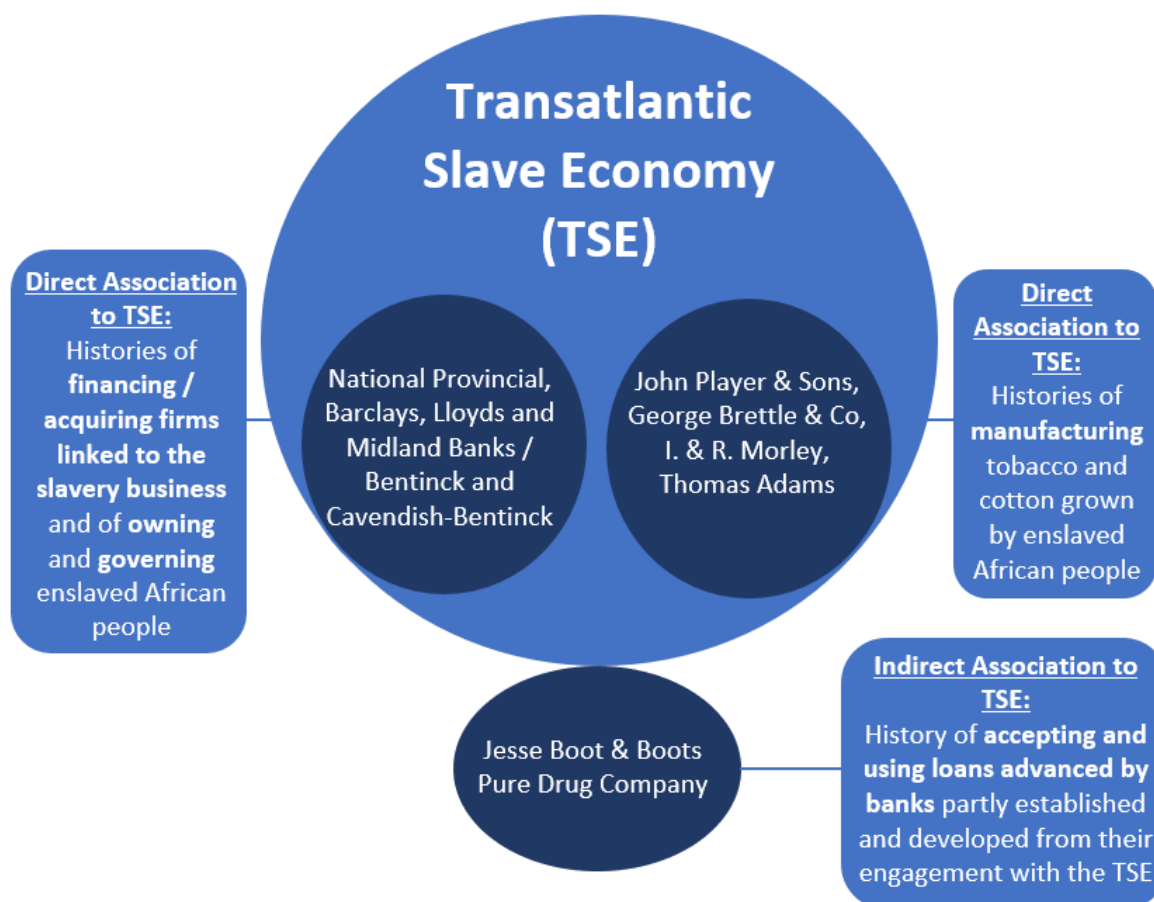 Transatlantic
Slave Economy
(TSE)
Direct Association
to TSE:
Histories of
financing /
acquiring firms
linked to the
slavery business
and of owning
and governing
enslaved African
people
National Provincial,
Barclays, Lloyds and
Midland Banks /
Bentinck and
Cavendish-Bentinck
John Player & Sons,
George Brettle & Co,
I. & R. Morley,
Thomas Adams
Direct
Association to
TSE:
Histories of
manufacturing
tobacco and
cotton grown
by enslaved
African people
Jesse Boot & Boots
Pure Drug Company
Indirect Association to
TSE:
History of accepting and
using loans advanced by
banks partly established
and developed from their
engagement with the TSE